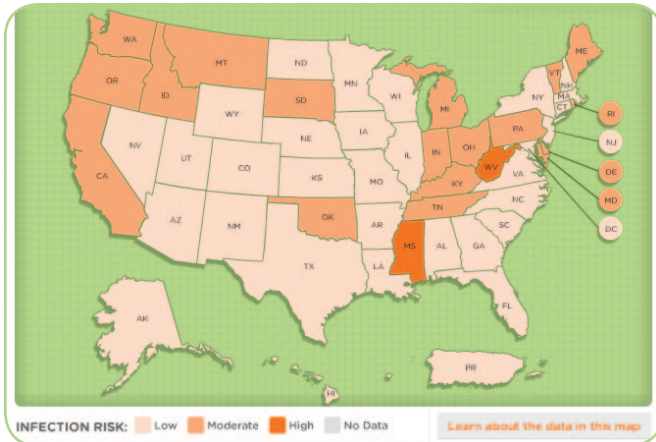 WA
MT
ND
MN
ME
VT
NH
OR
ID
SD
WI
NY
MA
CT
WY
MI
RI
IA
PA
NE
NJ
NV
OH
IL
IN
UT
CO
WV
DE
CA
KS
MO
VA
KY
MD
NC
TN
AZ
NM
OK
AR
SC
DC
MS
AL
GA
TX
LA
FL
AK
PR
HI
INFECTION RISK: Low Moderate High No Data
Learn about the data in this map